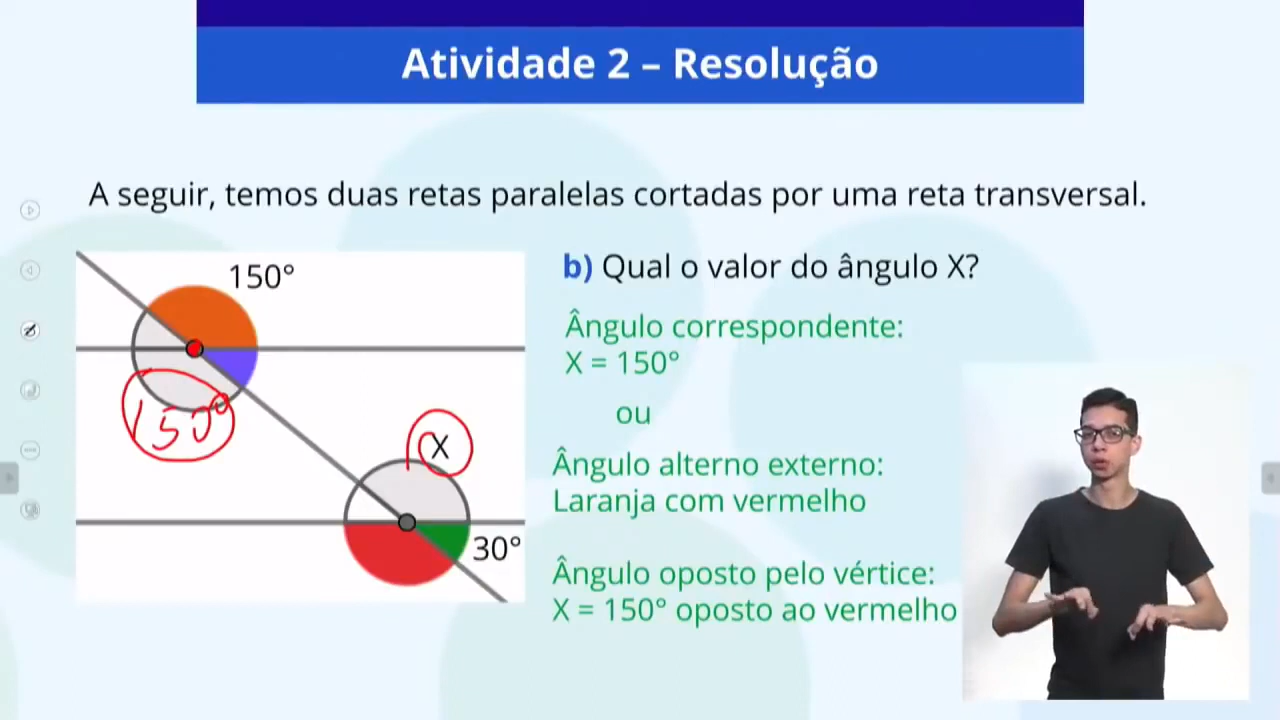 Atividade 2 – Resolução
A seguir, temos duas retas paralelas cortadas por uma reta transversal.
150°
150°
X
30°
b) Qual o valor do ângulo X?
Ângulo correspondente:
X = 150°
ou
Ângulo alterno externo:
Laranja com vermelho
Ângulo oposto pelo vértice:
X = 150° oposto ao vermelho